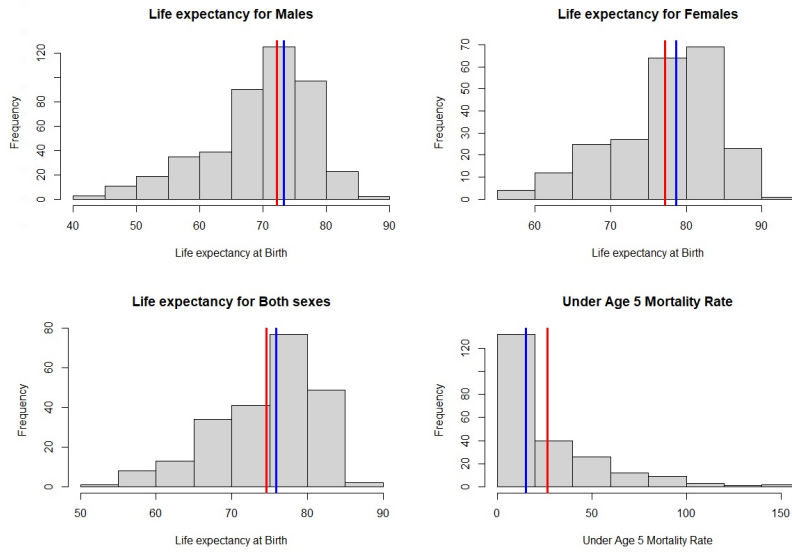 Life expectancy for Males
Frequency
0 20 40 60 80 120
40 50 60 70 80 90
Life expectancy at Birth
Life expectancy for Females
Frequency
0 10 20 30 40 50 60 70
60 70 80 90
Life expectancy at Birth
Life expectancy for Both sexes
Frequency
0 20 40 60 80
50 60 70 80 90
Life expectancy at Birth
Under Age 5 Mortality Rate
Frequency
0 20 40 60 80 120
0 50 100 150
Under Age 5 Mortality Rate